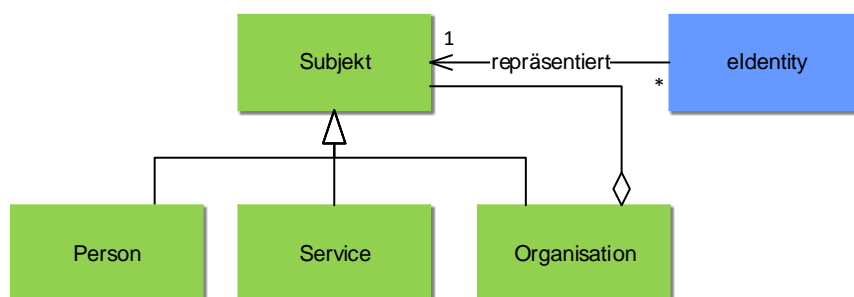 1
Subjekt
repräsentiert
eIdentity
*
Person
Service
Organisation